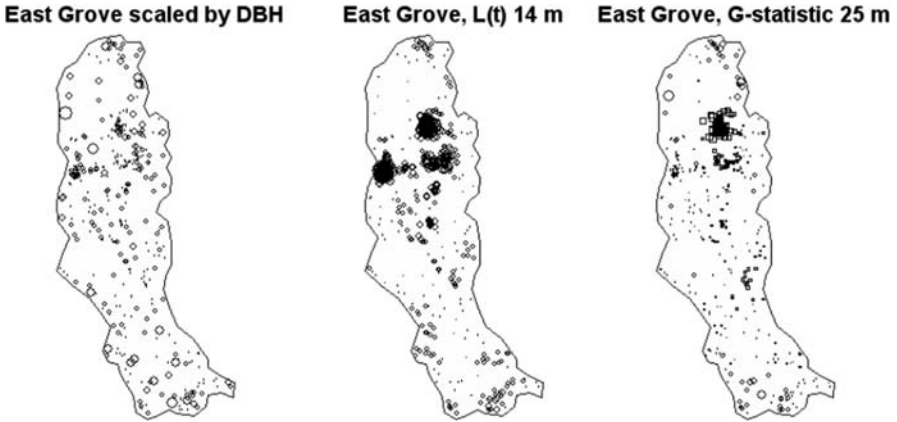 East Grove scaled by DBH
East Grove, L(t) 14 m
East Grove, G-statistic 25 m